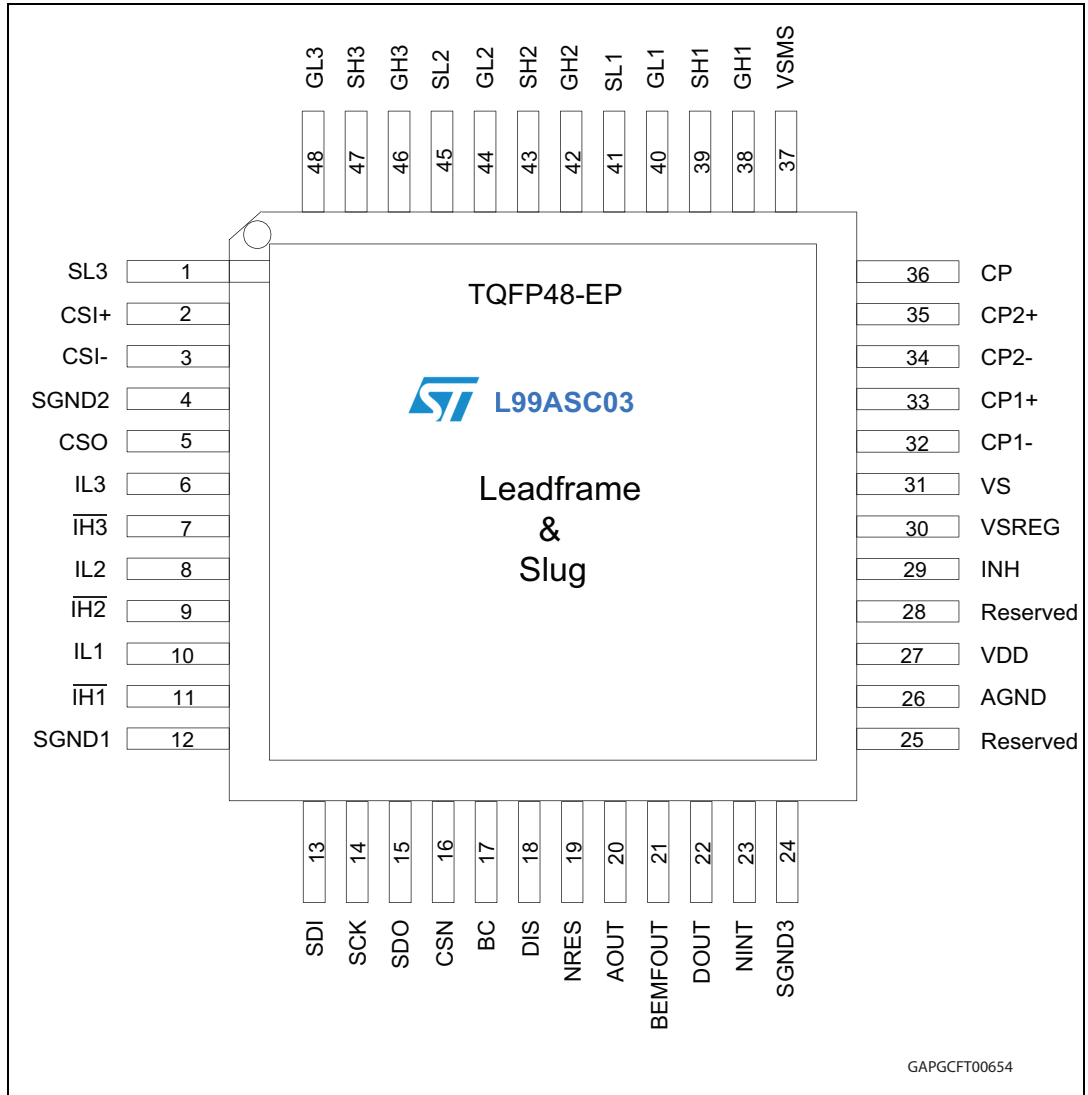 GL3 SH3 GH3 SL2 GL2 SH2 GH2 SL1 GL1 SH1 GH1 VSMS
48 47 46 45 44 43 42 41 40 39 38 37
SL3 1
CSI+ 2
CSI- 3
SGND2 4
CSO 5
IL3 6
I̅H̅3̅ 7
IL2 8
I̅H̅2̅ 9
IL1 10
I̅H̅1̅ 11
SGND1 12
TQFP48-EP
ST L99ASC03
Leadframe
&
Slug
36 CP
35 CP2+
34 CP2-
33 CP1+
32 CP1-
31 VS
30 VSREG
29 INH
28 Reserved
27 VDD
26 AGND
25 Reserved
13 14 15 16 17 18 19 20 21 22 23 24
SDI SCK SDO CSN BC DIS NRES AOUT BEMFOUT DOUT NINT SGND3
GAPGCFT00654